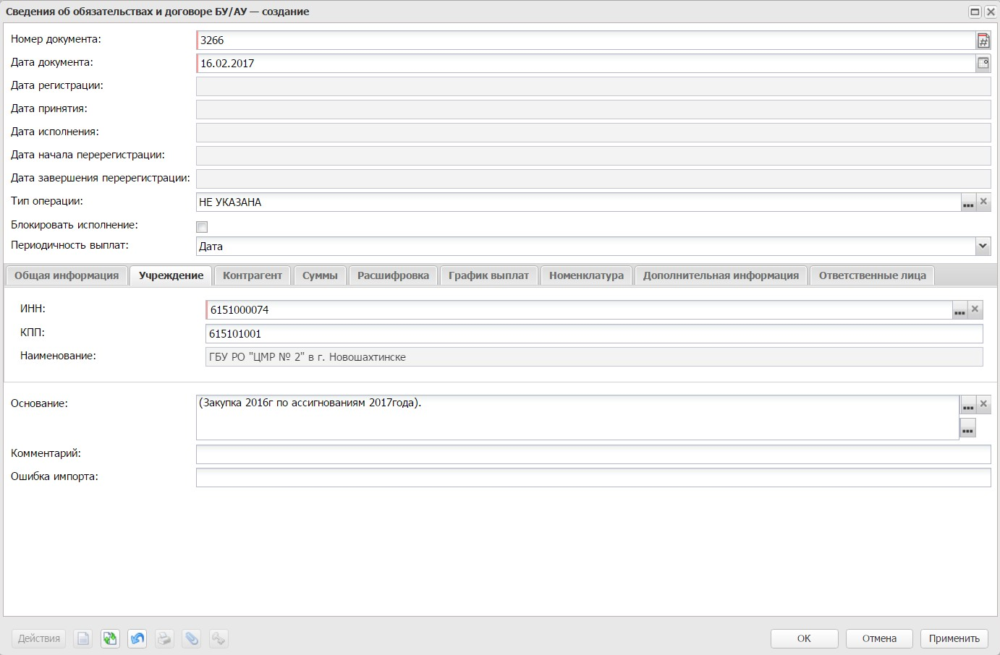 Сведения об обязательствах и договоре БУ/АУ — создание
Номер документа: 3266
Дата документа: 16.02.2017
Дата регистрации:
Дата принятия:
Дата исполнения:
Дата начала перерегистрации:
Дата завершения перерегистрации:
Тип операции: НЕ УКАЗАНА
Блокировать исполнение:
Периодичность выплат: Дата
Общая информация Учреждение Контрагент Суммы Расшифровка График выплат Номенклатура Дополнительная информация Ответственные лица
ИНН: 6151000074
КПП: 615101001
Наименование: ГБУ РО "ЦМР № 2" в г. Новошахтинске
Основание: (Закупка 2016г по ассигнованиям 2017года).
Комментарий:
Ошибка импорта:
Действия ОК Отмена Применить